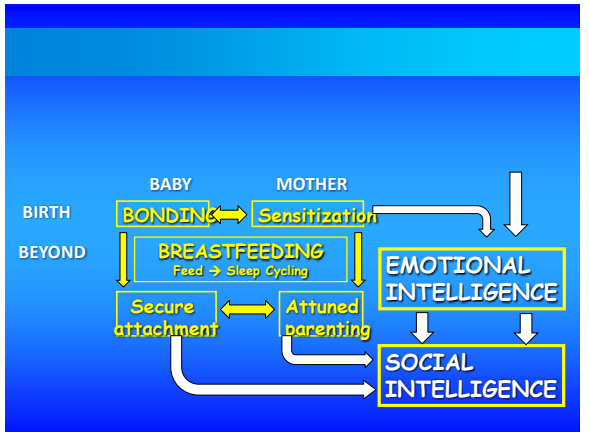 BABY MOTHER
BIRTH BONDING Sensitization
BEYOND BREASTFEEDING
Feed → Sleep Cycling
EMOTIONAL
INTELLIGENCE
Secure
attachment
Attuned
parenting
SOCIAL
INTELLIGENCE